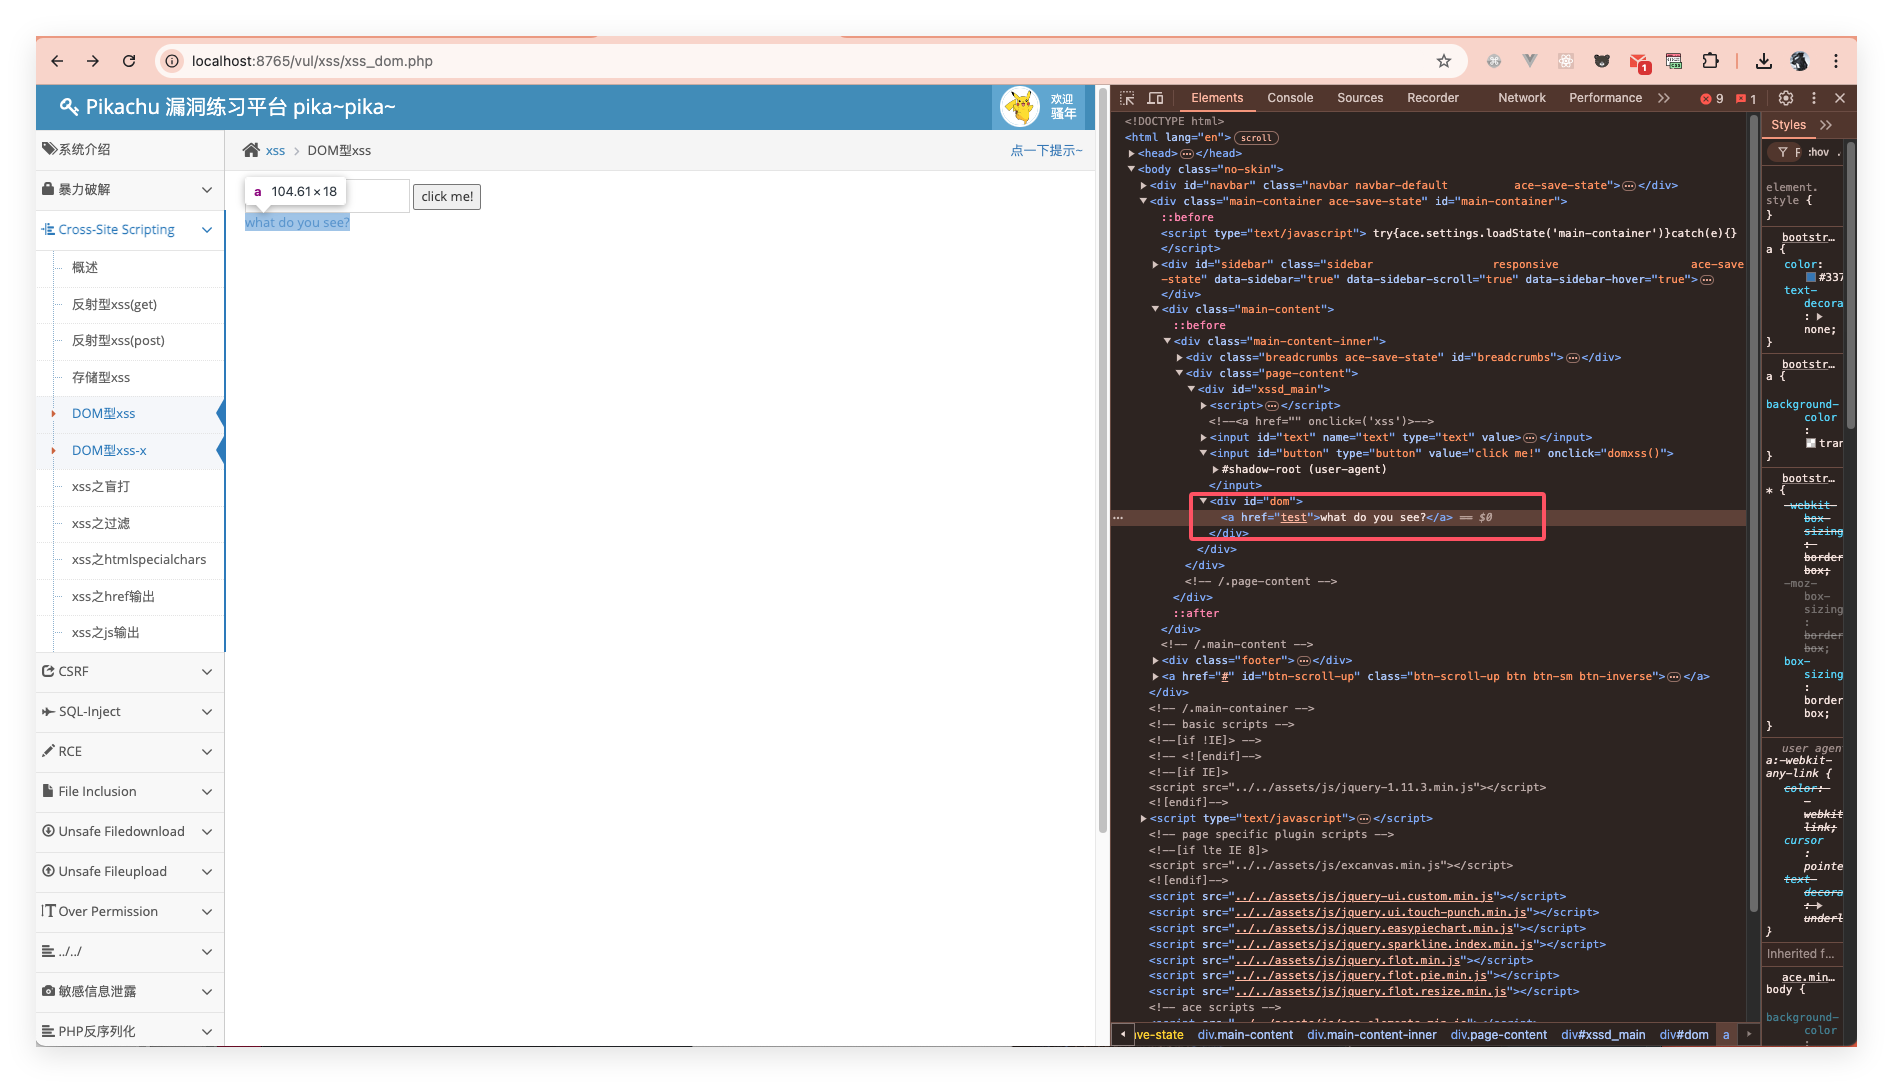 localhost:8765/vul/xss/xss_dom.php
1
Pikachu 漏洞练习平台 pika~pika~
欢迎
骚年
系统介绍
暴力破解
Cross-Site Scripting
概述
反射型xss(get)
反射型xss(post)
存储型xss
DOM型xss
DOM型xss-x
xss之盲打
xss之过滤
xss之htmlspecialchars
xss之href输出
xss之js输出
CSRF
SQL-Inject
RCE
File Inclusion
Unsafe Filedownload
Unsafe Fileupload
Over Permission
../../
敏感信息泄露
PHP反序列化
xss > DOM型xss
点一下提示~
a 104.61×18
click me!
what do you see?
Elements Console Sources Recorder Network Performance 9 1
<!DOCTYPE html>
<html lang="en"> scroll
<head> </head>
<body class="no-skin">
<div id="navbar" class="navbar navbar-default ace-save-state"> </div>
<div class="main-container ace-save-state" id="main-container">
::before
<script type="text/javascript"> try{ace.settings.loadState('main-container')}catch(e){}
</script>
<div id="sidebar" class="sidebar responsive ace-save
-state" data-sidebar="true" data-sidebar-scroll="true" data-sidebar-hover="true">
</div>
<div class="main-content">
::before
<div class="main-content-inner">
<div class="breadcrumbs ace-save-state" id="breadcrumbs"> </div>
<div class="page-content">
<div id="xssd_main">
<script> </script>
<!--<a href="" onclick=('xss')>-->
<input id="text" name="text" type="text" value> </input>
<input id="button" type="button" value="click me!" onclick="domxss()">
#shadow-root (user-agent)
</input>
<div id="dom">
<a href="test">what do you see?</a> == $0
</div>
</div>
</div>
<!-- /.page-content -->
</div>
::after
</div>
<!-- /.main-content -->
<div class="footer"> </div>
<a href="#" id="btn-scroll-up" class="btn-scroll-up btn btn-sm btn-inverse"> </a>
</div>
<!-- /.main-container -->
<!-- basic scripts -->
<!--[if !IE]> -->
<!-- <![endif]-->
<!--[if IE]>
<script src="../../assets/js/jquery-1.11.3.min.js"></script>
<![endif]-->
<script type="text/javascript"> </script>
<!-- page specific plugin scripts -->
<!--[if lte IE 8]>
<script src="../../assets/js/excanvas.min.js"></script>
<![endif]-->
<script src="../../assets/js/jquery-ui.custom.min.js"></script>
<script src="../../assets/js/jquery.ui.touch-punch.min.js"></script>
<script src="../../assets/js/jquery.easypiechart.min.js"></script>
<script src="../../assets/js/jquery.sparkline.index.min.js"></script>
<script src="../../assets/js/jquery.flot.min.js"></script>
<script src="../../assets/js/jquery.flot.pie.min.js"></script>
<script src="../../assets/js/jquery.flot.resize.min.js"></script>
<!-- ace scripts -->
ve-state div.main-content div.main-content-inner div.page-content div#xssd_main div#dom a
Styles
F :hov .
element.
style {
}
bootstr…
a {
color:
#337
text-
decora
:
none;
}
bootstr…
a {
background-
color
:
tran
}
bootstr…
* {
-webkit-
box-
sizing
:
border-
box;
-moz-
box-
sizing
:
border-
box;
box-
sizing
:
border-
box;
}
user agen
a:-webkit-
any-link {
color:
-
webkit-
link;
cursor
:
pointe
text-
decora
:
underl
}
Inherited f…
ace.min…
body {
background-
color
: